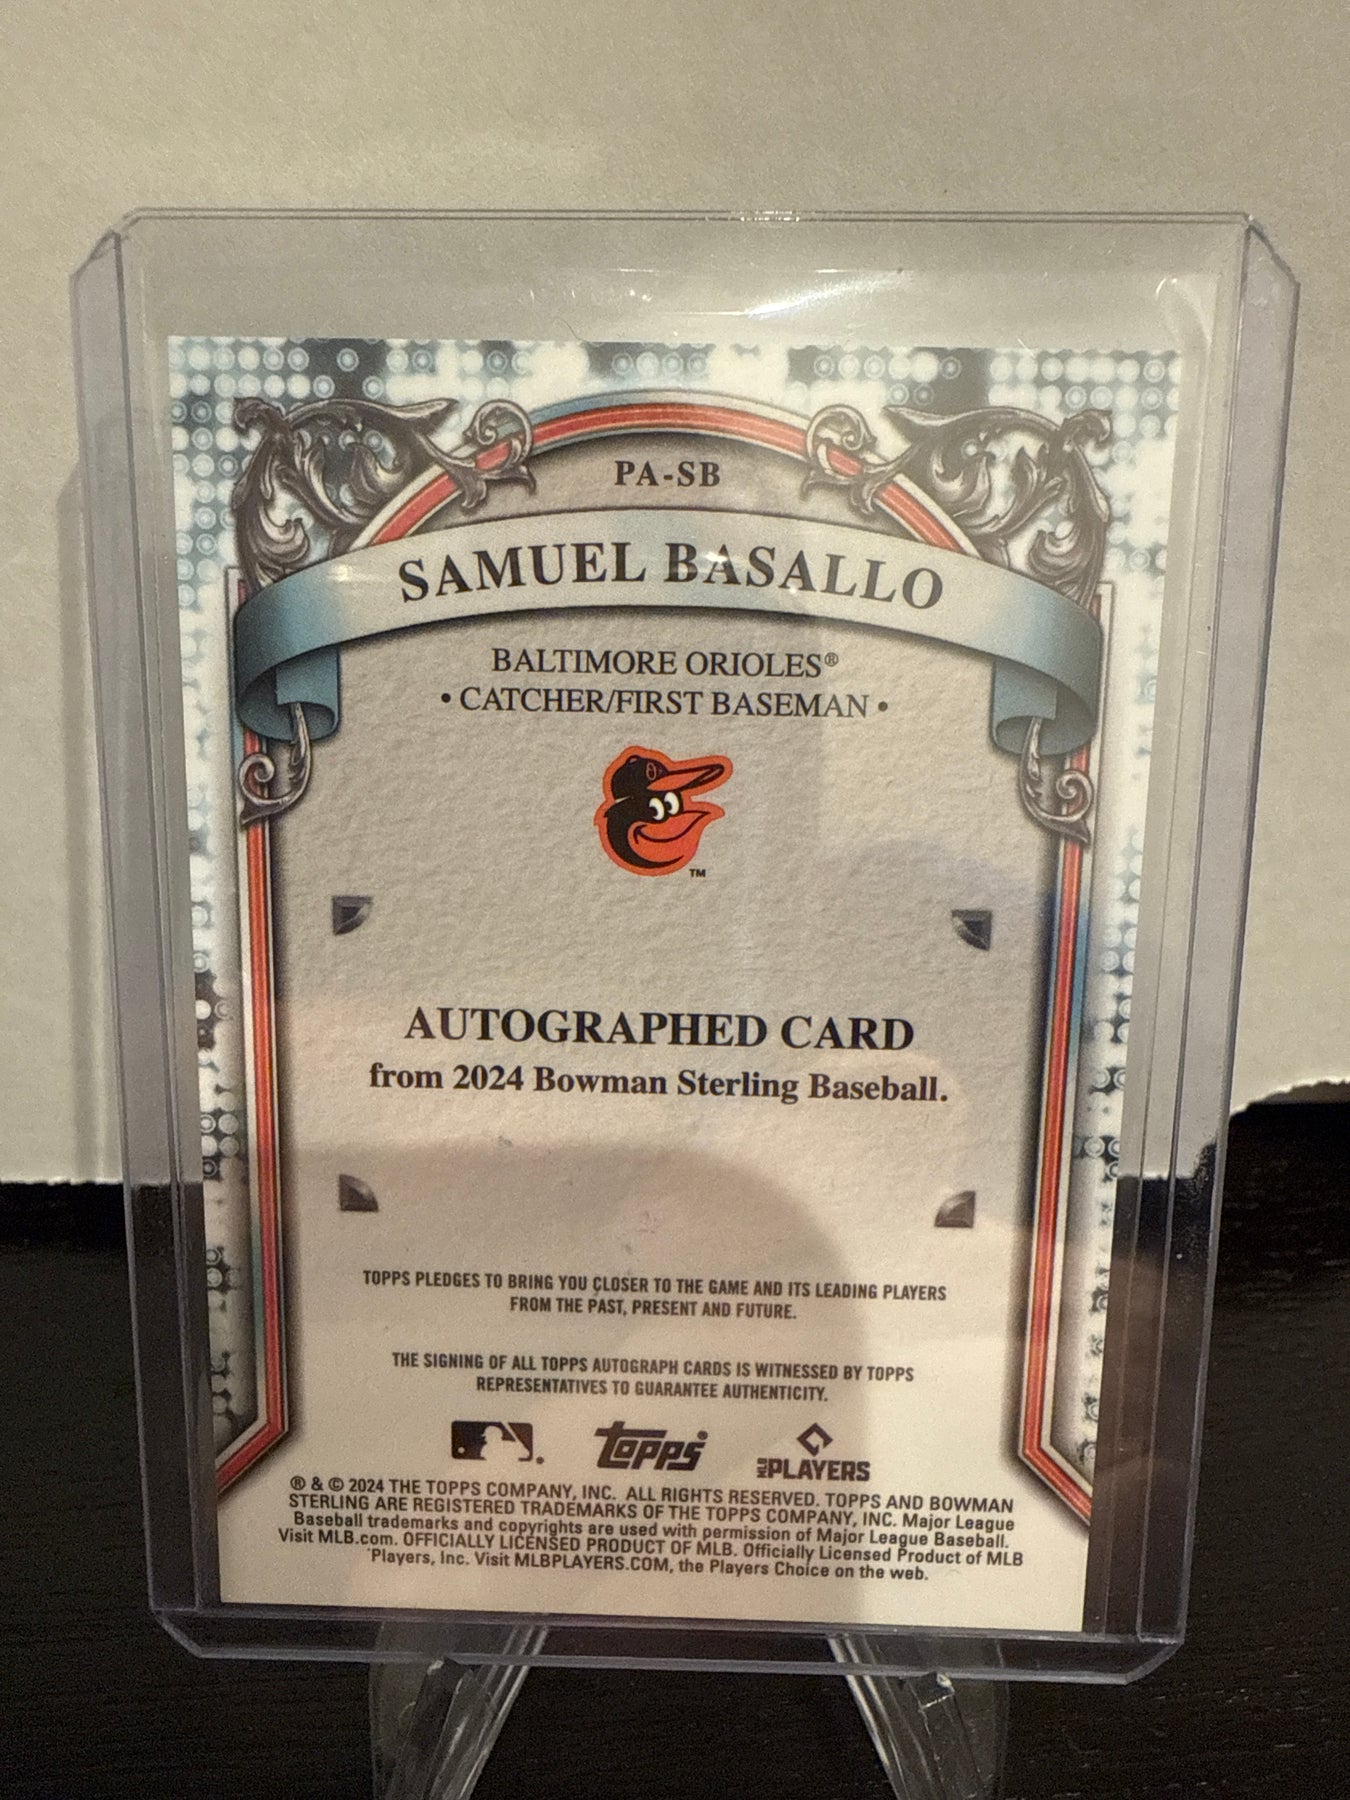 PA-SB
SAMUEL BASALLO
BALTIMORE ORIOLES®
• CATCHER/FIRST BASEMAN •
TM
AUTOGRAPHED CARD
from 2024 Bowman Sterling Baseball.
TOPPS PLEDGES TO BRING YOU CLOSER TO THE GAME AND ITS LEADING PLAYERS
FROM THE PAST, PRESENT AND FUTURE.
THE SIGNING OF ALL TOPPS AUTOGRAPH CARDS IS WITNESSED BY TOPPS
REPRESENTATIVES TO GUARANTEE AUTHENTICITY.
topps MLB PLAYERS
® & © 2024 THE TOPPS COMPANY, INC. ALL RIGHTS RESERVED. TOPPS AND BOWMAN
STERLING ARE REGISTERED TRADEMARKS OF THE TOPPS COMPANY, INC. Major League
Baseball trademarks and copyrights are used with permission of Major League Baseball.
Visit MLB.com. OFFICIALLY LICENSED PRODUCT OF MLB. Officially Licensed Product of MLB
Players, Inc. Visit MLBPLAYERS.COM, the Players Choice on the web.